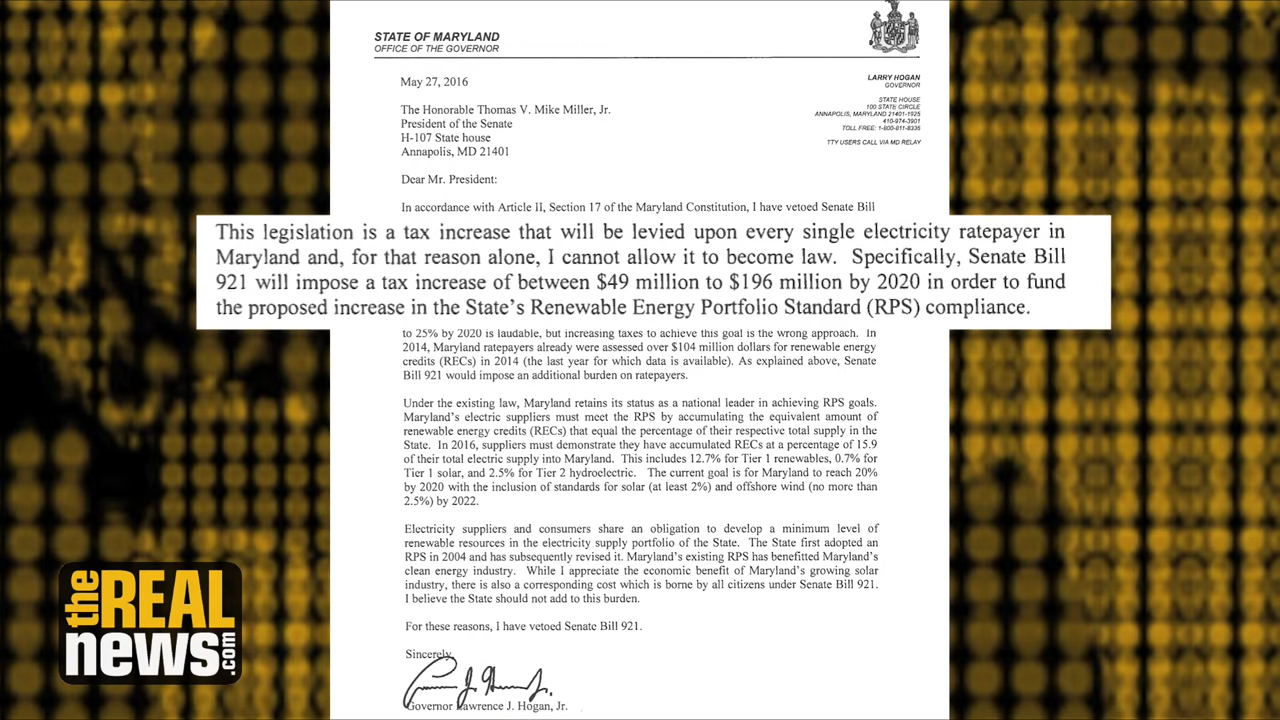 STATE OF MARYLAND
OFFICE OF THE GOVERNOR
LARRY HOGAN
GOVERNOR
STATE HOUSE
100 STATE CIRCLE
ANNAPOLIS, MARYLAND 21401-1925
410-974-3901
TOLL FREE: 1-800-811-8336
TTY USERS CALL VIA MD RELAY
May 27, 2016
The Honorable Thomas V. Mike Miller, Jr.
President of the Senate
H-107 State house
Annapolis, MD 21401
Dear Mr. President:
In accordance with Article II, Section 17 of the Maryland Constitution, I have vetoed Senate Bill
This legislation is a tax increase that will be levied upon every single electricity ratepayer in
Maryland and, for that reason alone, I cannot allow it to become law. Specifically, Senate Bill
921 will impose a tax increase of between $49 million to $196 million by 2020 in order to fund
the proposed increase in the State's Renewable Energy Portfolio Standard (RPS) compliance.
to 25% by 2020 is laudable, but increasing taxes to achieve this goal is the wrong approach. In
2014, Maryland ratepayers already were assessed over $104 million dollars for renewable energy
credits (RECs) in 2014 (the last year for which data is available). As explained above, Senate
Bill 921 would impose an additional burden on ratepayers.
Under the existing law, Maryland retains its status as a national leader in achieving RPS goals.
Maryland's electric suppliers must meet the RPS by accumulating the equivalent amount of
renewable energy credits (RECs) that equal the percentage of their respective total supply in the
State. In 2016, suppliers must demonstrate they have accumulated RECs at a percentage of 15.9
of their total electric supply into Maryland. This includes 12.7% for Tier 1 renewables, 0.7% for
Tier 1 solar, and 2.5% for Tier 2 hydroelectric. The current goal is for Maryland to reach 20%
by 2020 with the inclusion of standards for solar (at least 2%) and offshore wind (no more than
2.5%) by 2022.
Electricity suppliers and consumers share an obligation to develop a minimum level of
renewable resources in the electricity supply portfolio of the State. The State first adopted an
RPS in 2004 and has subsequently revised it. Maryland's existing RPS has benefitted Maryland's
clean energy industry. While I appreciate the economic benefit of Maryland's growing solar
industry, there is also a corresponding cost which is borne by all citizens under Senate Bill 921.
I believe the State should not add to this burden.
For these reasons, I have vetoed Senate Bill 921.
Sincerely,
Governor Lawrence J. Hogan, Jr.
the REAL
news.com